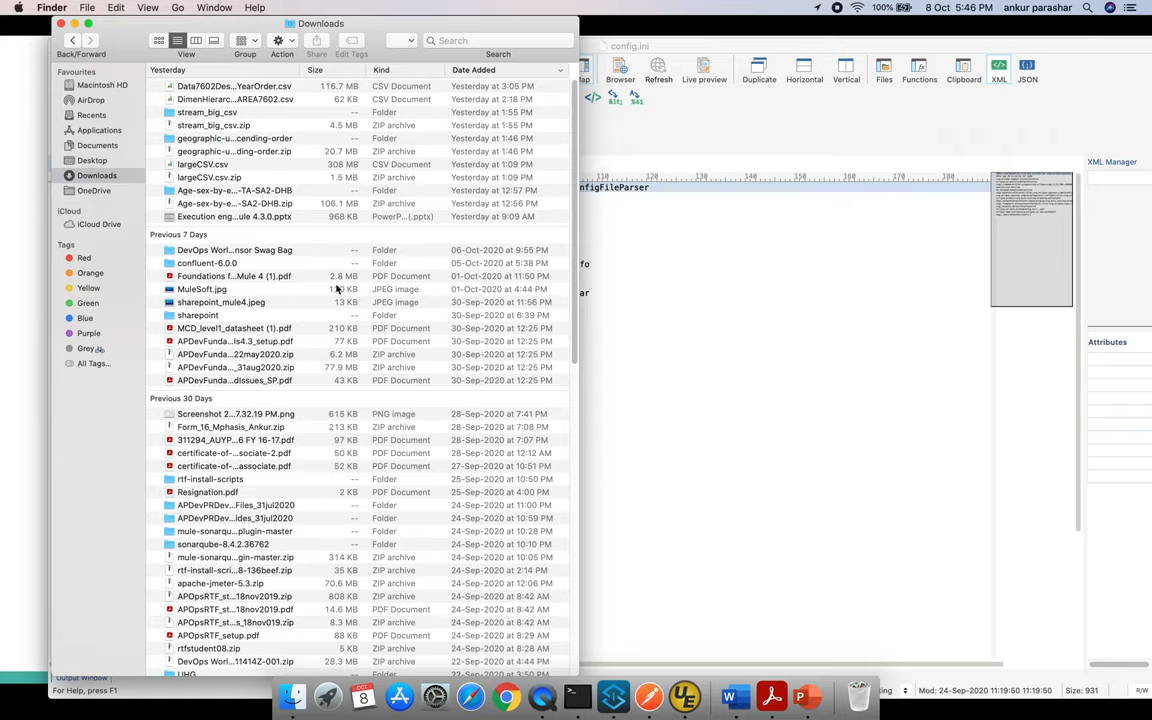 Finder File Edit View Go Window Help 100% 8 Oct 5:46 PM ankur parashar
Downloads
config.ini
Search
Back/Forward View Group Action Share Edit Tags Search
Browser Refresh Live preview Duplicate Horizontal Vertical Files Functions Clipboard XML JSON
Favourites
Macintosh HD
AirDrop
Recents
Applications
Documents
Desktop
Downloads
OneDrive
iCloud
iCloud Drive
Tags
Red
Orange
Yellow
Green
Blue
Purple
Grey
All Tags...
Yesterday Size Kind Date Added
Data7602Des...YearOrder.csv 116.7 MB CSV Document Yesterday at 3:05 PM
DimenHierarc...AREA7602.csv 62 KB CSV Document Yesterday at 2:18 PM
stream_big_csv -- Folder Yesterday at 1:55 PM
stream_big_csv.zip 4.5 MB ZIP archive Yesterday at 1:55 PM
geographic-u...cending-order -- Folder Yesterday at 1:46 PM
geographic-u...ding-order.zip 20.7 MB ZIP archive Yesterday at 1:46 PM
largeCSV.csv 308 MB CSV Document Yesterday at 1:09 PM
largeCSV.csv.zip 1.5 MB ZIP archive Yesterday at 1:09 PM
Age-sex-by-e...-TA-SA2-DHB -- Folder Yesterday at 12:57 PM
Age-sex-by-e...-SA2-DHB.zip 106.1 MB ZIP archive Yesterday at 12:56 PM
Execution eng...ule 4.3.0.pptx 968 KB PowerP...(.pptx) Yesterday at 9:09 AM
Previous 7 Days
DevOps Worl...nsor Swag Bag -- Folder 06-Oct-2020 at 9:55 PM
confluent-6.0.0 -- Folder 05-Oct-2020 at 5:38 PM
Foundations f...Mule 4 (1).pdf 2.8 MB PDF Document 01-Oct-2020 at 11:50 PM
MuleSoft.jpg KB JPEG image 01-Oct-2020 at 4:44 PM
sharepoint_mule4.jpeg 13 KB JPEG image 30-Sep-2020 at 11:56 PM
sharepoint -- Folder 30-Sep-2020 at 6:39 PM
MCD_level1_datasheet (1).pdf 210 KB PDF Document 30-Sep-2020 at 12:25 PM
APDevFunda...ls4.3_setup.pdf 77 KB PDF Document 30-Sep-2020 at 12:25 PM
APDevFunda...22may2020.zip 6.2 MB ZIP archive 30-Sep-2020 at 12:25 PM
APDevFunda..._31aug2020.zip 77.9 MB ZIP archive 30-Sep-2020 at 12:25 PM
APDevFunda...dIssues_SP.pdf 43 KB PDF Document 30-Sep-2020 at 12:25 PM
Previous 30 Days
Screenshot 2...7.32.19 PM.png 615 KB PNG image 28-Sep-2020 at 7:41 PM
Form_16_Mphasis_Ankur.zip 213 KB ZIP archive 28-Sep-2020 at 7:08 PM
311294_AUYP...6 FY 16-17.pdf 97 KB PDF Document 28-Sep-2020 at 7:07 PM
certificate-of-...sociate-2.pdf 50 KB PDF Document 28-Sep-2020 at 12:12 AM
certificate-of-...associate.pdf 52 KB PDF Document 27-Sep-2020 at 10:51 PM
rtf-install-scripts -- Folder 25-Sep-2020 at 10:50 PM
Resignation.pdf 2 KB PDF Document 25-Sep-2020 at 4:00 PM
APDevPRDev...Files_31jul2020 -- Folder 24-Sep-2020 at 11:00 PM
APDevPRDev...ides_31jul2020 -- Folder 24-Sep-2020 at 10:59 PM
mule-sonarqu...plugin-master -- Folder 24-Sep-2020 at 10:28 PM
sonarqube-8.4.2.36762 -- Folder 24-Sep-2020 at 10:10 PM
mule-sonarqu...gin-master.zip 314 KB ZIP archive 24-Sep-2020 at 10:05 PM
rtf-install-scri...8-136beef.zip 35 KB ZIP archive 24-Sep-2020 at 2:14 PM
apache-jmeter-5.3.zip 70.6 MB ZIP archive 24-Sep-2020 at 12:06 PM
APOpsRTF_st...18nov2019.zip 808 KB ZIP archive 24-Sep-2020 at 8:42 AM
APOpsRTF_st...18nov2019.pdf 14.6 MB PDF Document 24-Sep-2020 at 8:42 AM
APOpsRTF_st...s_18nov019.zip 8.3 MB ZIP archive 24-Sep-2020 at 8:42 AM
APOpsRTF_setup.pdf 88 KB PDF Document 24-Sep-2020 at 8:29 AM
rtfstudent08.zip 5 KB ZIP archive 24-Sep-2020 at 8:28 AM
DevOps Worl...11414Z-001.zip 28.3 MB ZIP archive 22-Sep-2020 at 4:44 PM
UHG
110 120 130 140 150 160 170 180
nfigFileParser
fo
ar
XML Manager
Attributes
Output Window
For Help, press F1
Mod: 24-Sep-2020 11:19:50 11:19:50 Size: 931 R/W
OCT
8